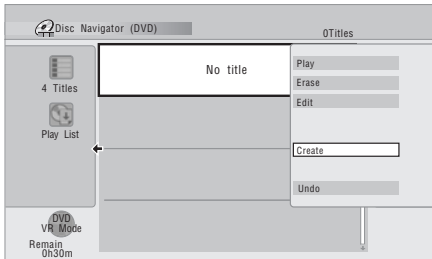 Disc Navigator (DVD)
0Titles
4 Titles
Play List
No title
Play
Erase
Edit
Create
Undo
DVD
VR Mode
Remain
0h30m